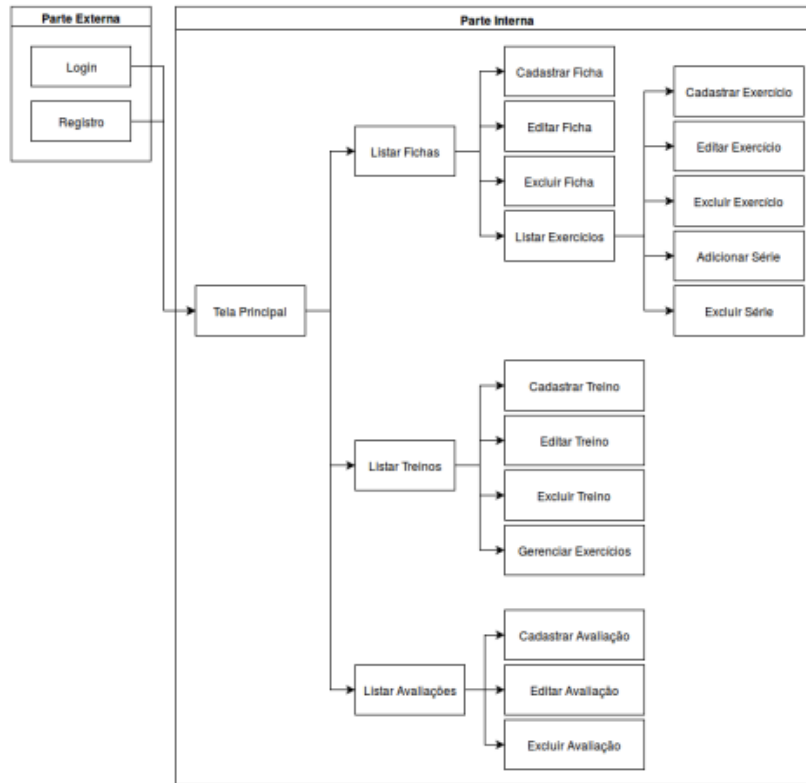 Parte Externa
Login
Registro
Parte Interna
Tela Principal
Listar Fichas
Cadastrar Ficha
Editar Ficha
Excluir Ficha
Listar Exercícios
Cadastrar Exercício
Editar Exercício
Excluir Exercício
Adicionar Série
Excluir Série
Listar Treinos
Cadastrar Treino
Editar Treino
Excluir Treino
Gerenciar Exercícios
Listar Avaliações
Cadastrar Avaliação
Editar Avaliação
Excluir Avaliação